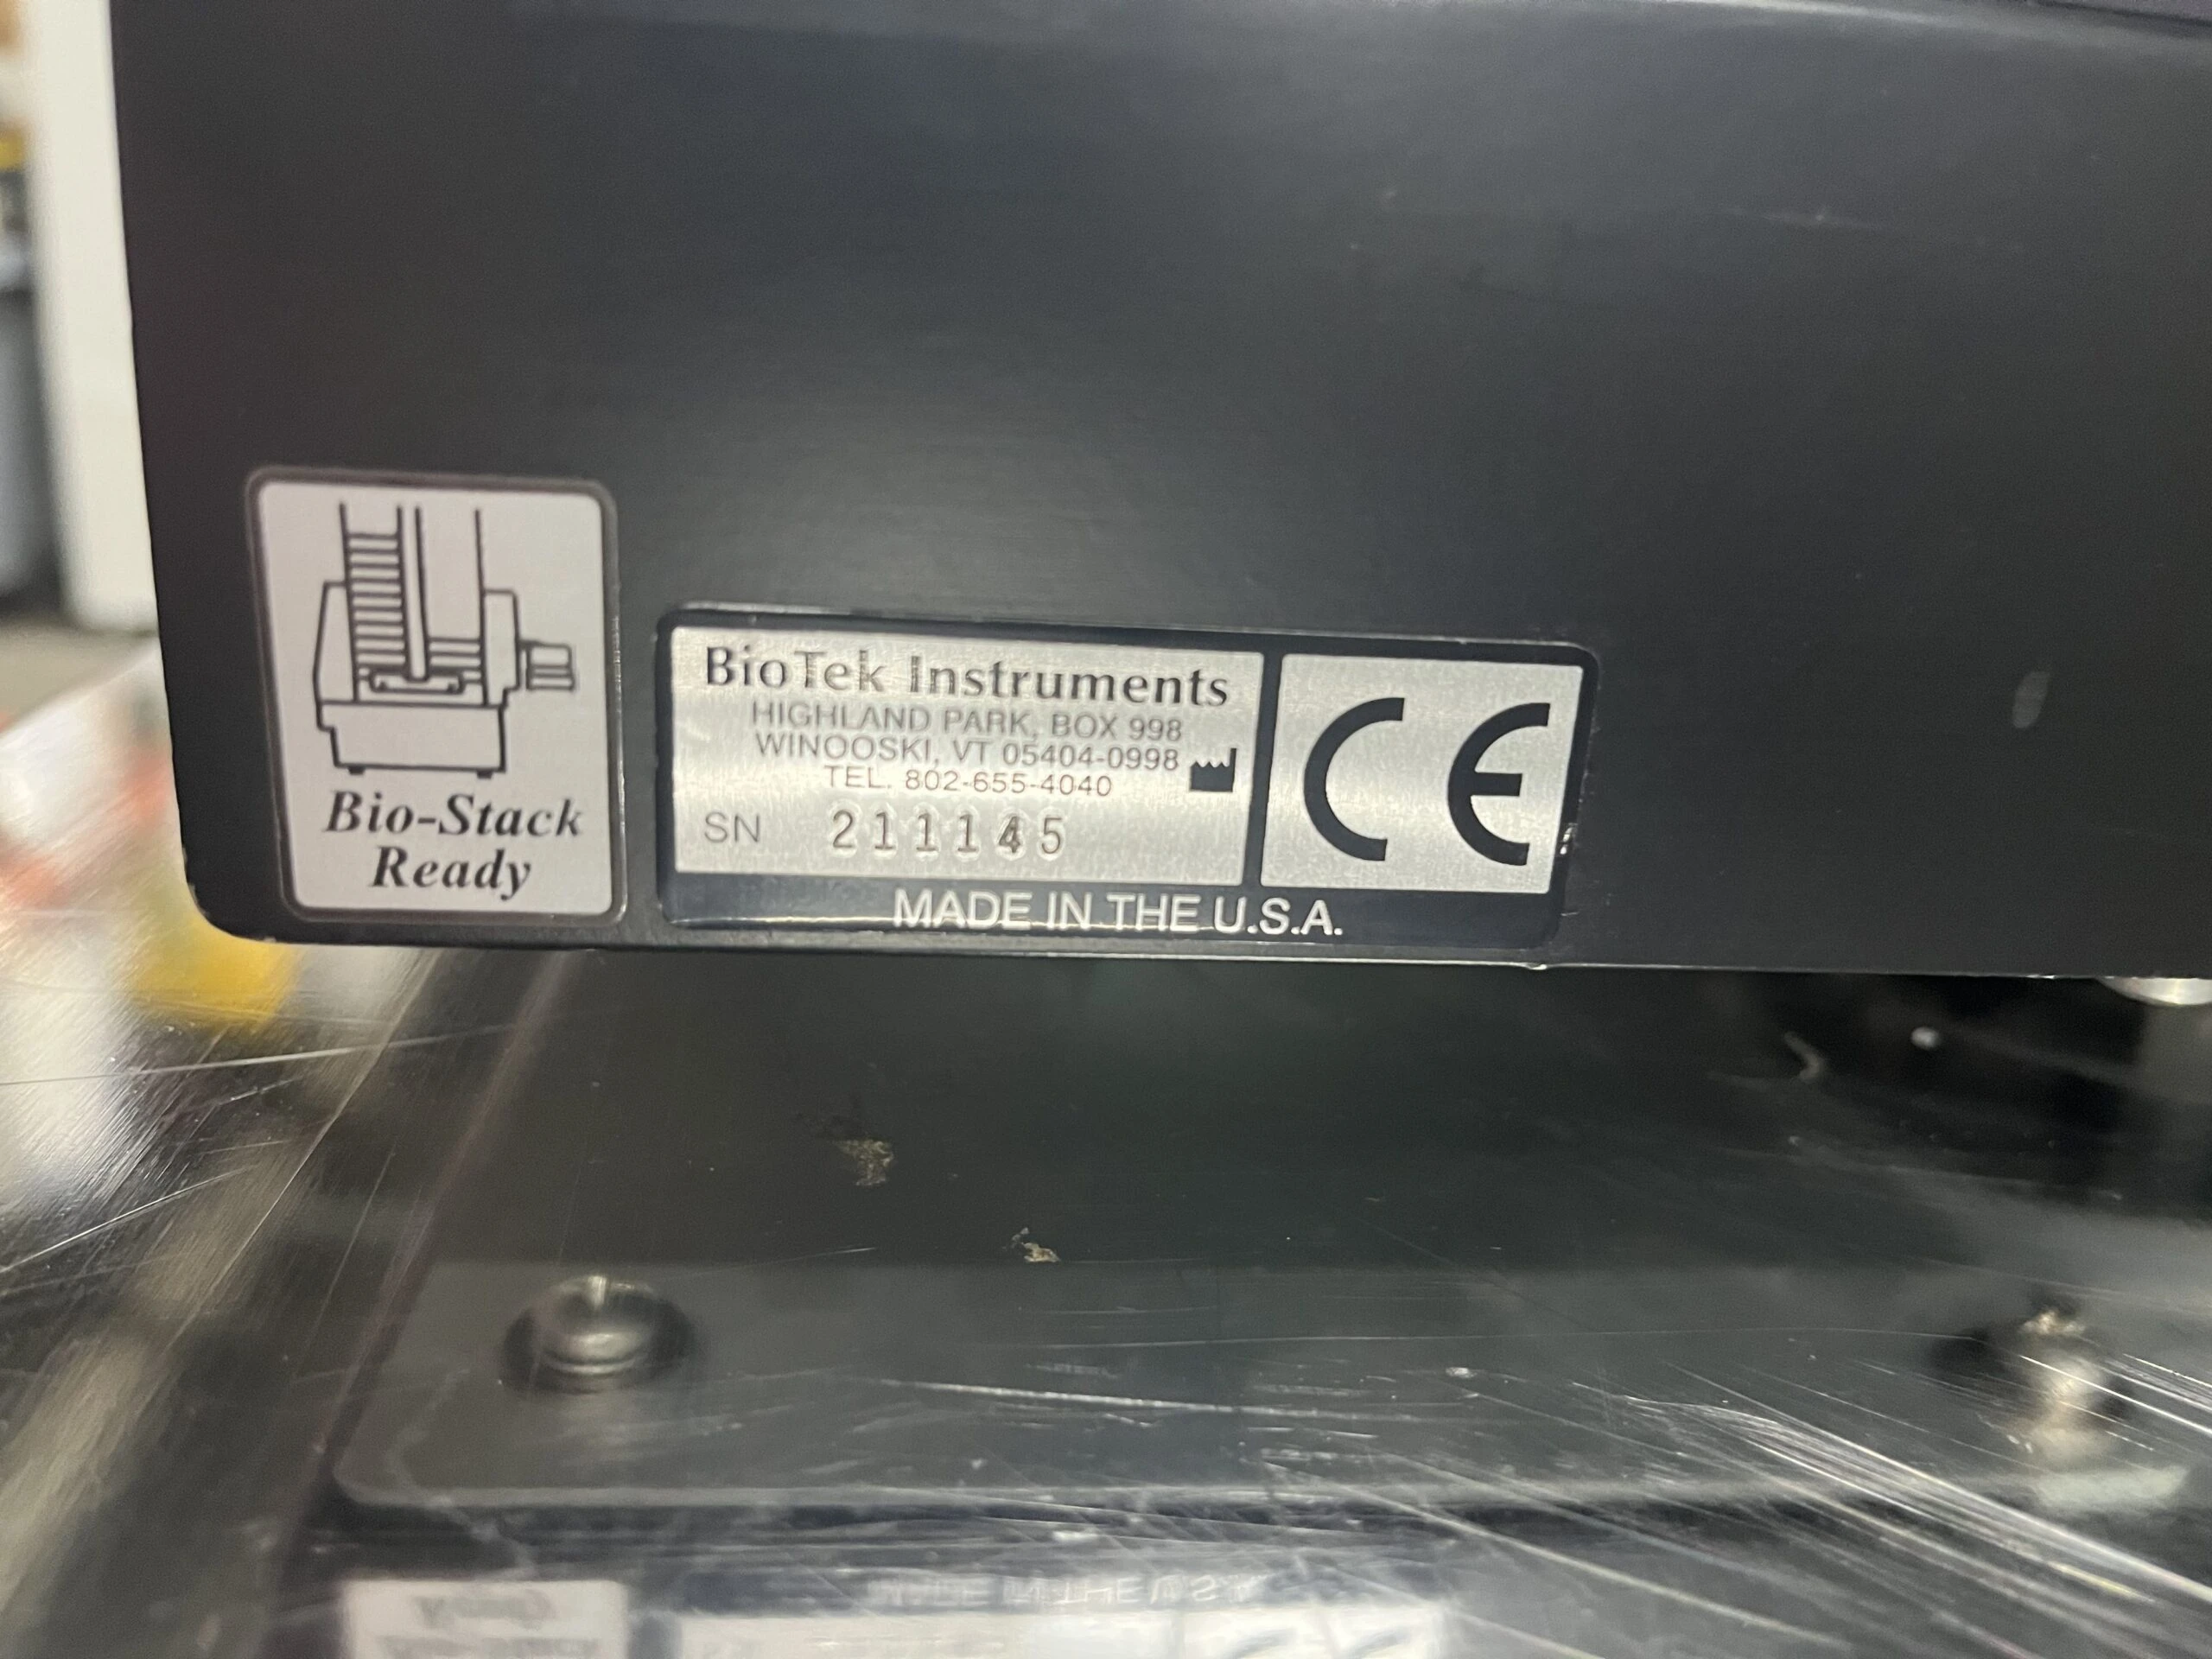 Bio-Stack
Ready
BioTek Instruments
HIGHLAND PARK, BOX 998
WINOOSKI, VT 05404-0998
TEL. 802-655-4040
SN 211145
CE
MADE IN THE U.S.A.